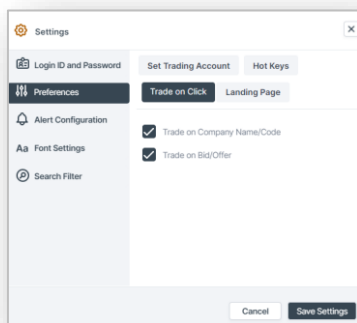 Settings
Login ID and Password
Preferences
Alert Configuration
Aa Font Settings
Search Filter
Set Trading Account
Hot Keys
Trade on Click
Landing Page
Trade on Company Name/Code
Trade on Bid/Offer
Cancel
Save Settings